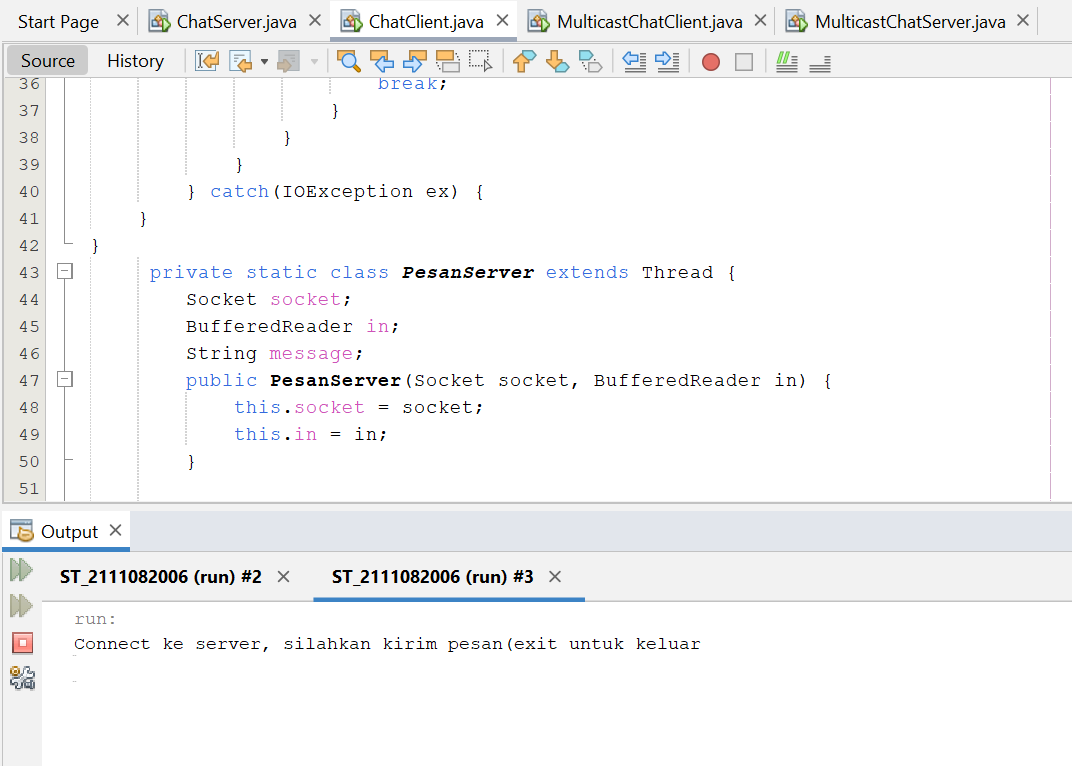 Start Page ChatServer.java ChatClient.java MulticastChatClient.java MulticastChatServer.java
Source History
36 break;
37 }
38 }
39 }
40 } catch(IOException ex) {
41 }
42 }
43 private static class PesanServer extends Thread {
44 Socket socket;
45 BufferedReader in;
46 String message;
47 public PesanServer(Socket socket, BufferedReader in) {
48 this.socket = socket;
49 this.in = in;
50 }
51
Output
ST_2111082006 (run) #2 ST_2111082006 (run) #3
run:
Connect ke server, silahkan kirim pesan(exit untuk keluar